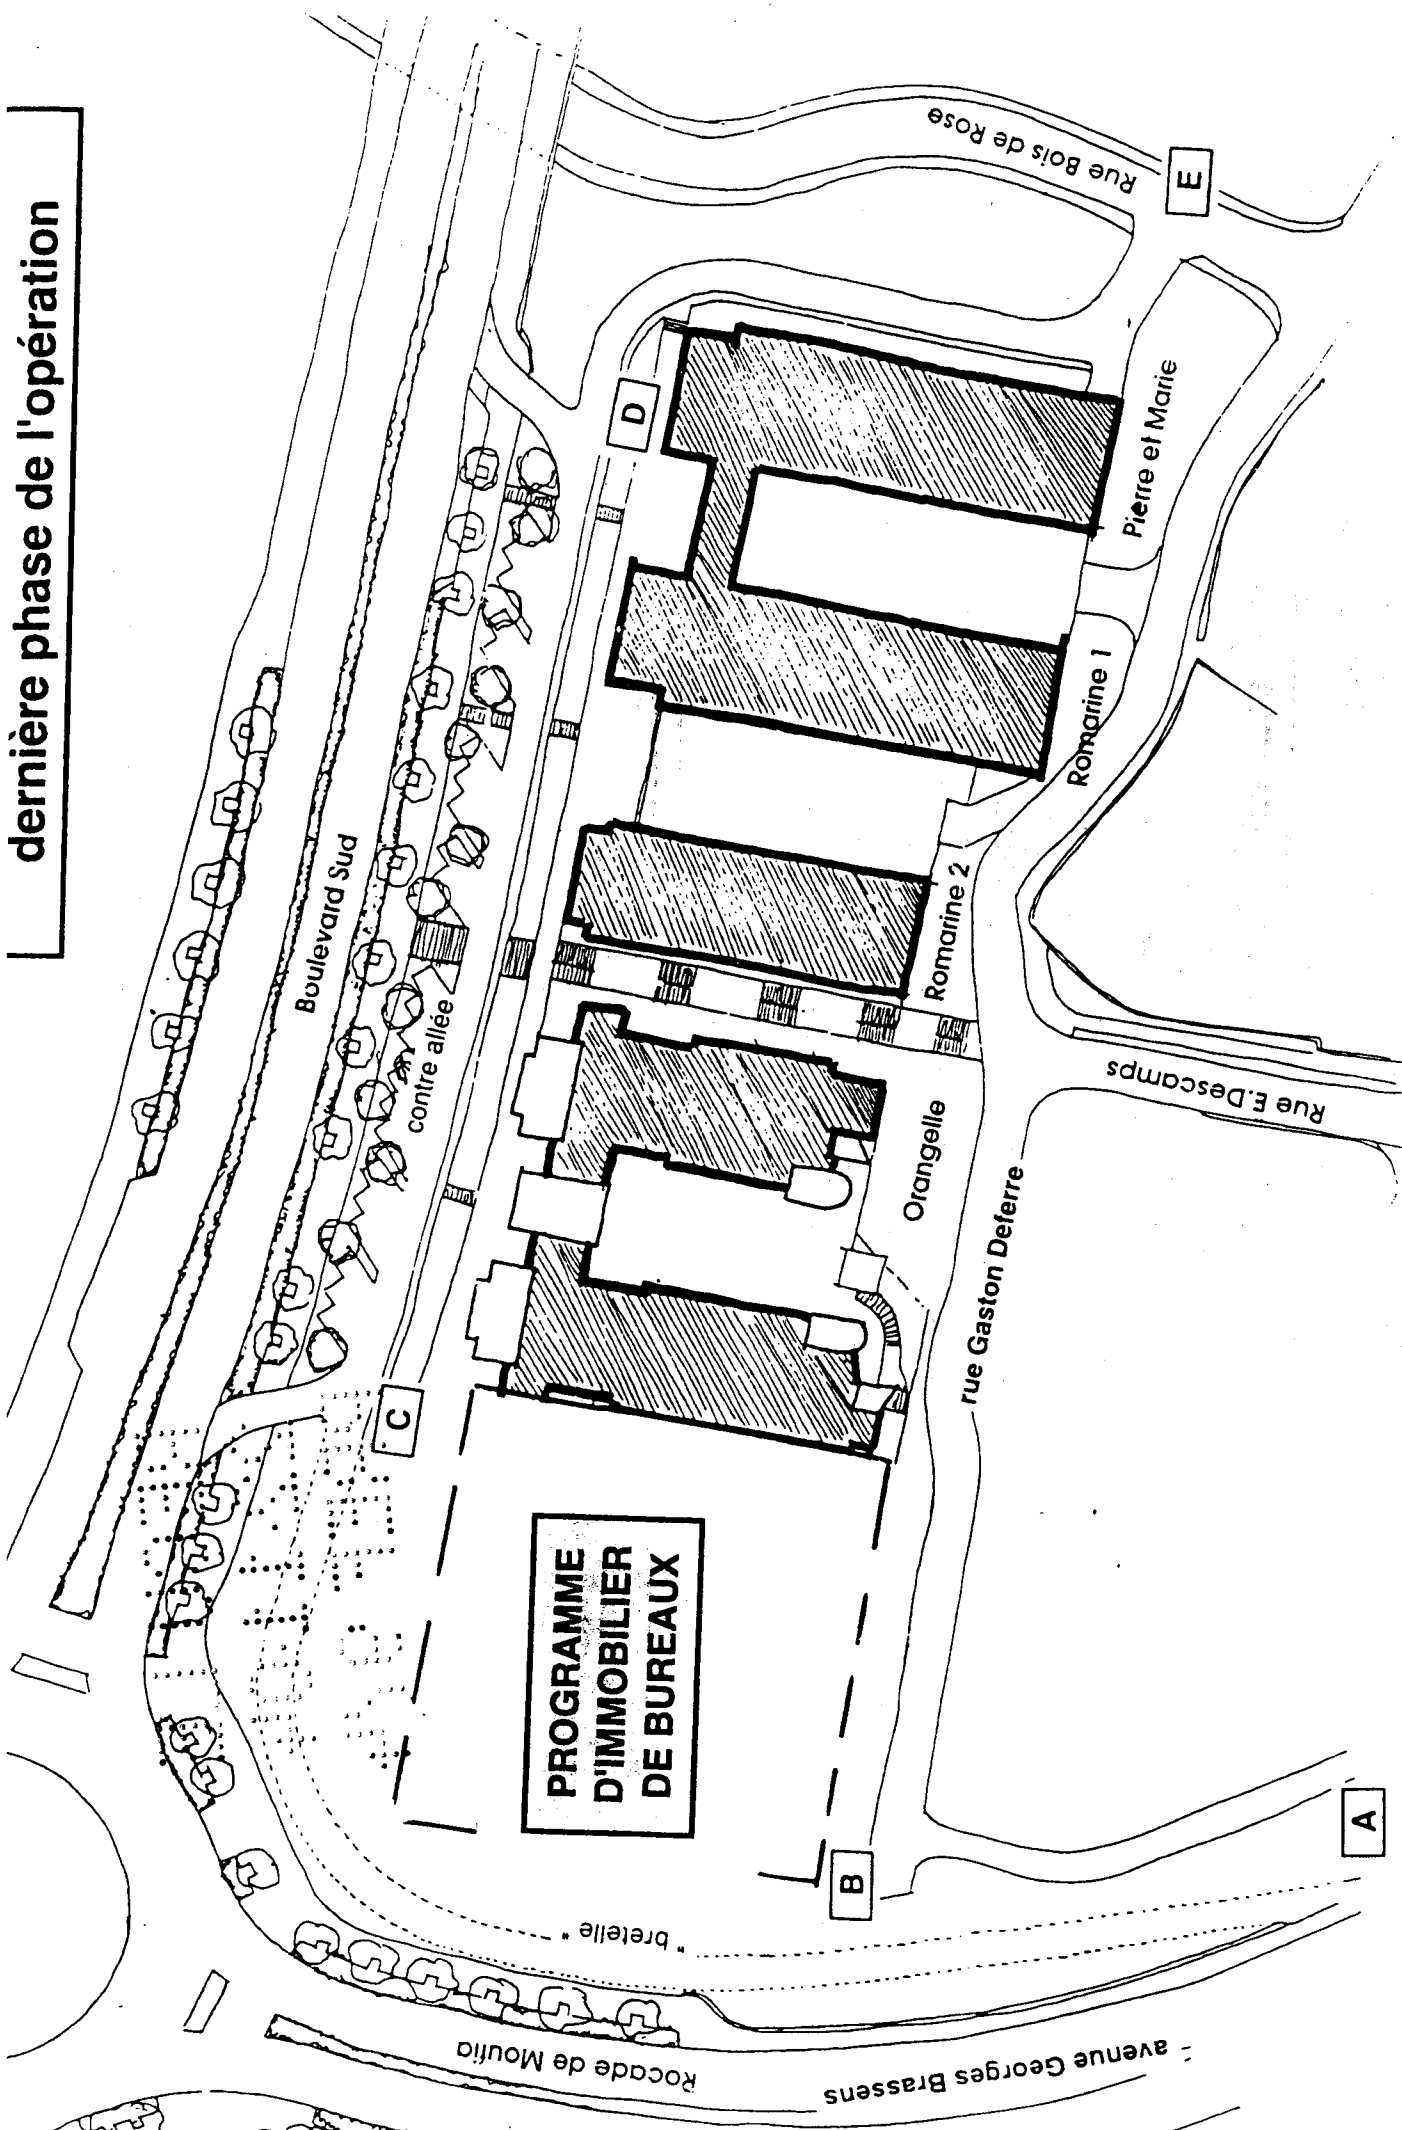 dernière phase de l'opération
Rue Bois de Rose
E
D
Pierre et Marie
Romarine 1
Boulevard Sud
Romarine 2
contre allée
Rue E.Descamps
Orangelle
rue Gaston Deferre
C
PROGRAMME
D'IMMOBILIER
DE BUREAUX
B
A
" bretelle "
Rocade de Moufia
avenue Georges Brassens